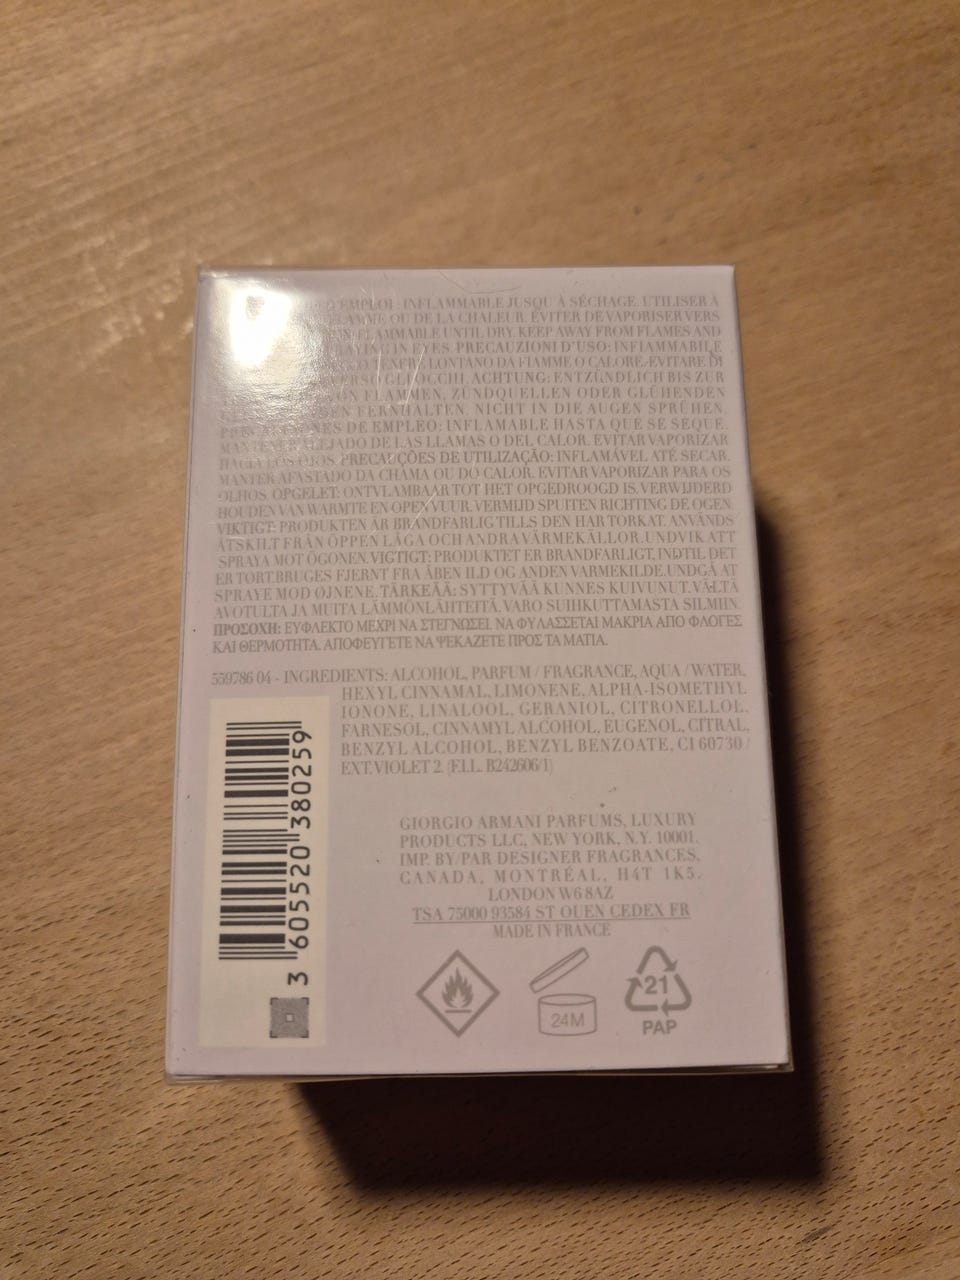 EMPLOI : INFLAMMABLE JUSQU'À SÉCHAGE. UTILISER À
FLAMME OU DE LA CHALEUR. ÉVITER DE VAPORISER VERS
INFLAMMABLE UNTIL DRY. KEEP AWAY FROM FLAMES AND
IN EYES. PRECAUZIONI D'USO: INFIAMMABILE
LONTANO DA FIAMME O CALORE. EVITARE DI
VERSO GLI OCCHI. ACHTUNG: ENTZÜNDLICH BIS ZUR
VON FLAMMEN, ZÜNDQUELLEN ODER GLÜHENDEN
FERNHALTEN. NICHT IN DIE AUGEN SPRÜHEN.
DE EMPLEO: INFLAMABLE HASTA QUE SE SEQUE.
MANTENER ALEJADO DE LAS LLAMAS O DEL CALOR. EVITAR VAPORIZAR
HACIA LOS OJOS. PRECAUÇÕES DE UTILIZAÇÃO: INFLAMÁVEL ATÉ SECAR.
MANTER AFASTADO DA CHAMA OU DO CALOR. EVITAR VAPORIZAR PARA OS
OLHOS. OPGELET: ONTVLAMBAAR TOT HET OPGEDROOGD IS. VERWIJDERD
HOUDEN VAN WARMTE EN OPEN VUUR. VERMIJD SPUITEN RICHTING DE OGEN.
VIKTIGT: PRODUKTEN ÄR BRANDFARLIG TILLS DEN HAR TORKAT. ANVÄNDS
ÅTSKILT FRÅN ÖPPEN LÅGA OCH ANDRA VÄRMEKÄLLOR. UNDVIK ATT
SPRAYA MOT ÖGONEN. VIGTIGT: PRODUKTET ER BRANDFARLIGT, INDTIL DET
ER TORT. BRUGES FJERNT FRA ÅBEN ILD OG ANDEN VARMEKILDE. UNDGÅ AT
SPRAYE MOD ØJNENE. TÄRKEÄÄ: SYTTYVÄÄ KUNNES KUIVUNUT. VÄLTÄ
AVOTULTA JA MUITA LÄMMÖNLÄHTEITÄ. VARO SUIHKUTTAMASTA SILMIIN.
ΠΡΟΣΟΧΗ: ΕΥΦΛΕΚΤΟ ΜΕΧΡΙ ΝΑ ΣΤΕΓΝΩΣΕΙ. ΝΑ ΦΥΛΑΣΣΕΤΑΙ ΜΑΚΡΙΑ ΑΠΟ ΦΛΟΓΕΣ
ΚΑΙ ΘΕΡΜΟΤΗΤΑ. ΑΠΟΦΕΥΓΕΤΕ ΝΑ ΨΕΚΑΖΕΤΕ ΠΡΟΣ ΤΑ ΜΑΤΙΑ.
559786 04 - INGREDIENTS: ALCOHOL, PARFUM / FRAGRANCE, AQUA / WATER,
HEXYL CINNAMAL, LIMONENE, ALPHA-ISOMETHYL
IONONE, LINALOOL, GERANIOL, CITRONELLOL,
FARNESOL, CINNAMYL ALCOHOL, EUGENOL, CITRAL,
BENZYL ALCOHOL, BENZYL BENZOATE, CI 60730 /
EXT. VIOLET 2. (F.I.L. B242606/1)
3 605520 380259
GIORGIO ARMANI PARFUMS, LUXURY
PRODUCTS LLC, NEW YORK, N.Y. 10001.
IMP. BY/PAR DESIGNER FRAGRANCES,
CANADA, MONTRÉAL, H4T 1K5.
LONDON W6 8AZ
TSA 75000 93584 ST OUEN CEDEX FR
MADE IN FRANCE
24M
21
PAP